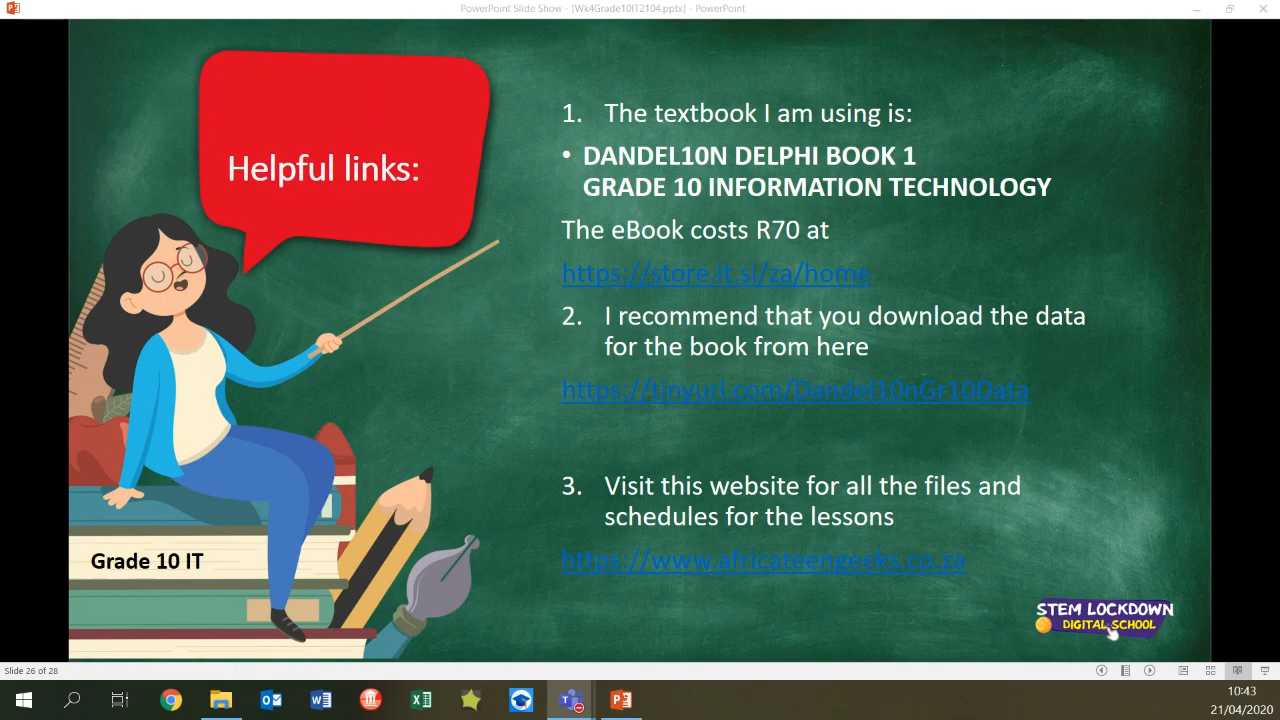 PowerPoint Slide Show - [Wk4Grade10IT2104.pptx] - PowerPoint
Helpful links:
1. The textbook I am using is:
• DANDEL10N DELPHI BOOK 1
GRADE 10 INFORMATION TECHNOLOGY
The eBook costs R70 at
https://store.it.si/za/home
2. I recommend that you download the data
for the book from here
https://tinyurl.com/Dandel10nGr10Data
3. Visit this website for all the files and
schedules for the lessons
https://www.africateengeeks.co.za
Grade 10 IT
STEM LOCKDOWN
DIGITAL SCHOOL
Slide 26 of 28
10:43
21/04/2020